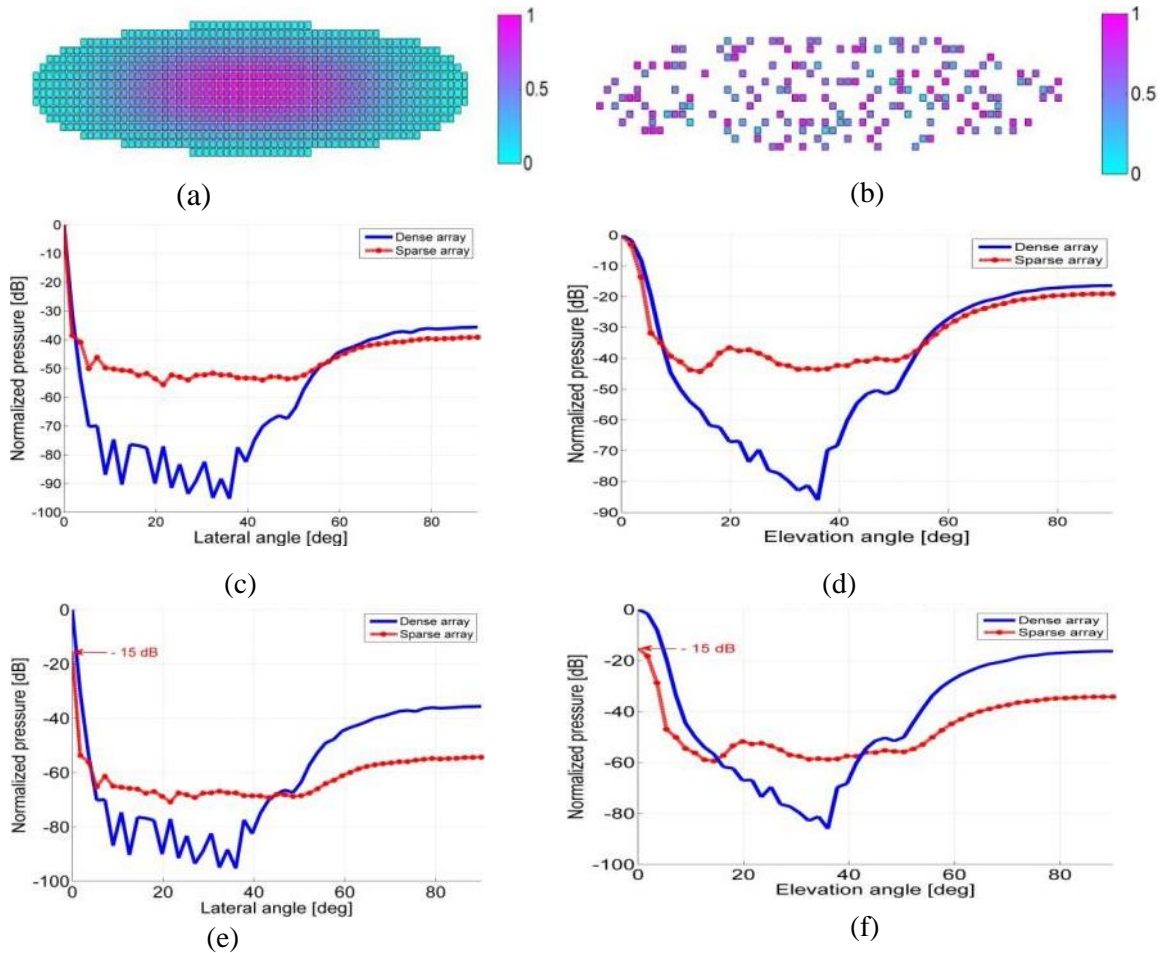 1
0.5
0
(a)
1
0.5
0
(b)
0
-10
-20
-30
-40
-50
-60
-70
-80
-90
-100
Normalized pressure [dB]
Dense array
Sparse array
0 20 40 60 80
Lateral angle [deg]
(c)
0
-10
-20
-30
-40
-50
-60
-70
-80
-90
Normalized pressure [dB]
Dense array
Sparse array
0 20 40 60 80
Elevation angle [deg]
(d)
0
-20
-40
-60
-80
-100
Normalized pressure [dB]
- 15 dB
Dense array
Sparse array
0 20 40 60 80
Lateral angle [deg]
(e)
0
-20
-40
-60
-80
-100
Normalized pressure [dB]
- 15 dB
Dense array
Sparse array
0 20 40 60 80
Elevation angle [deg]
(f)